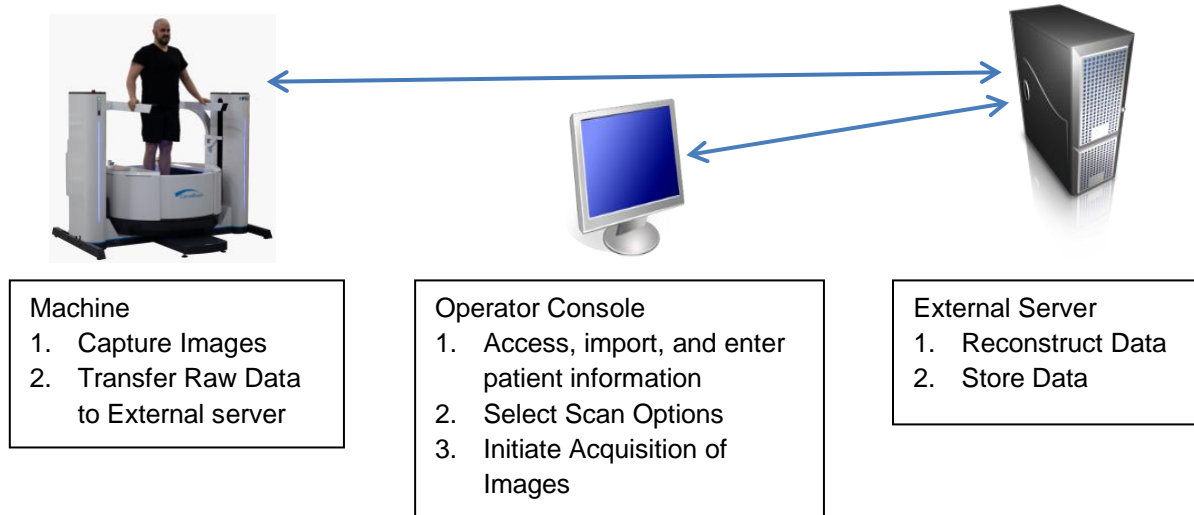 Machine
1. Capture Images
2. Transfer Raw Data
to External server
Operator Console
1. Access, import, and enter
patient information
2. Select Scan Options
3. Initiate Acquisition of
Images
External Server
1. Reconstruct Data
2. Store Data